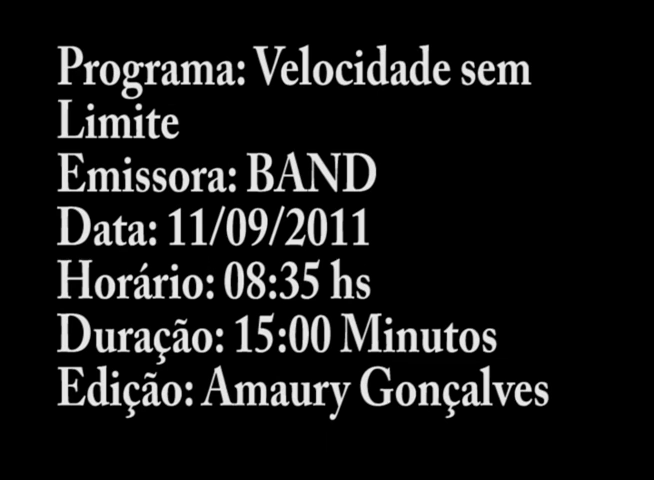 Programa: Velocidade sem
Limite
Emissora: BAND
Data: 11/09/2011
Horário: 08:35 hs
Duração: 15:00 Minutos
Edição: Amaury Gonçalves